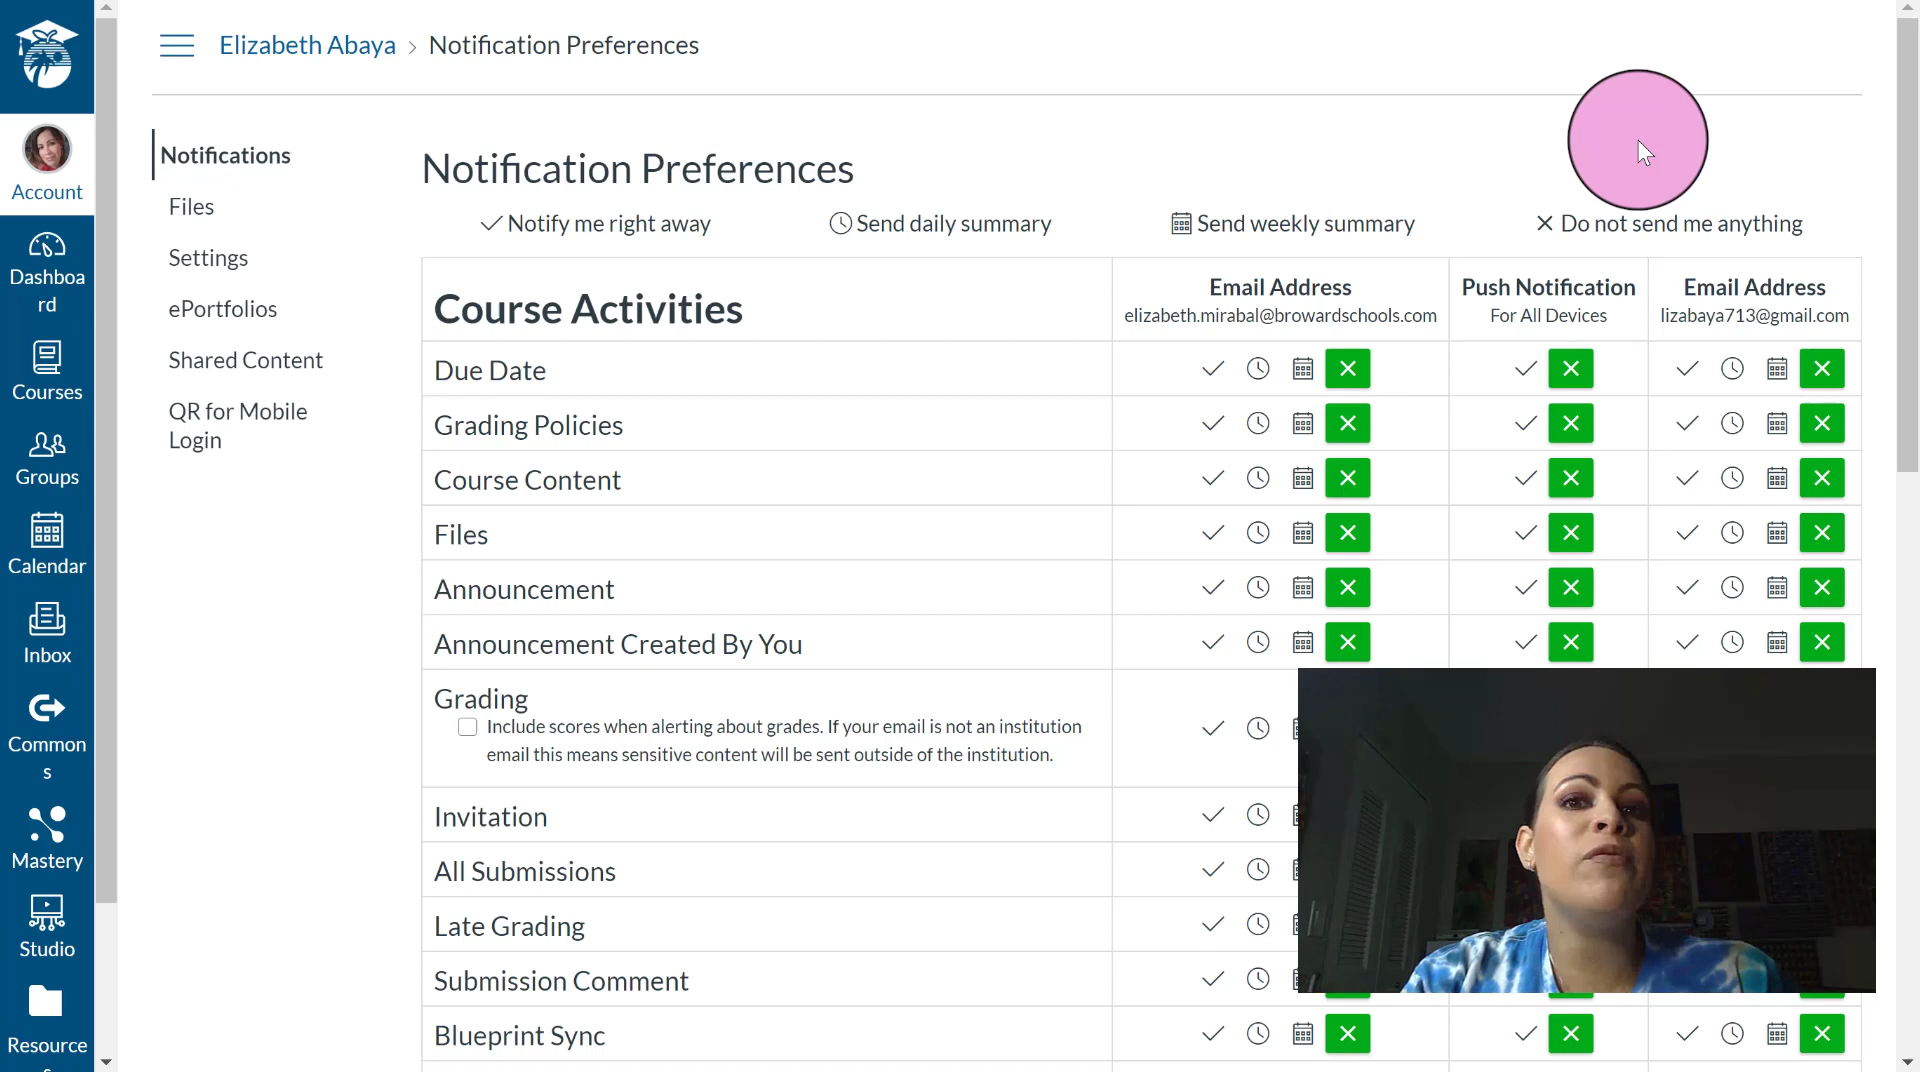 Elizabeth Abaya > Notification Preferences
Account
Dashboa
rd
Courses
Groups
Calendar
Inbox
Common
s
Mastery
Studio
Resource
Notifications
Files
Settings
ePortfolios
Shared Content
QR for Mobile
Login
Notification Preferences
Notify me right away
Send daily summary
Send weekly summary
Do not send me anything
Course Activities
Email Address
elizabeth.mirabal@browardschools.com
Push Notification
For All Devices
Email Address
lizabaya713@gmail.com
Due Date
Grading Policies
Course Content
Files
Announcement
Announcement Created By You
Grading
Include scores when alerting about grades. If your email is not an institution
email this means sensitive content will be sent outside of the institution.
Invitation
All Submissions
Late Grading
Submission Comment
Blueprint Sync